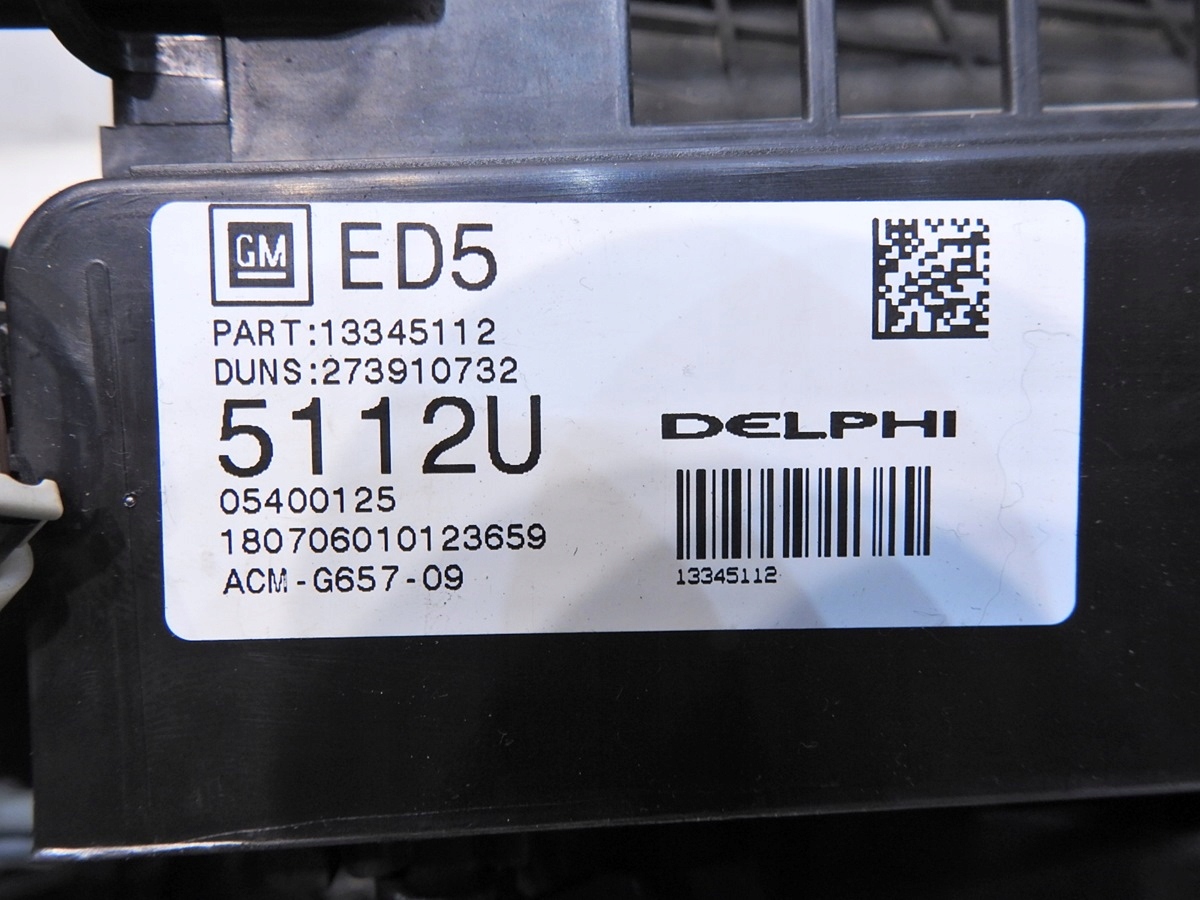 GM ED5
PART:13345112
DUNS:273910732
5112U
05400125
180706010123659
ACM-G657-09
DELPHI
13345112